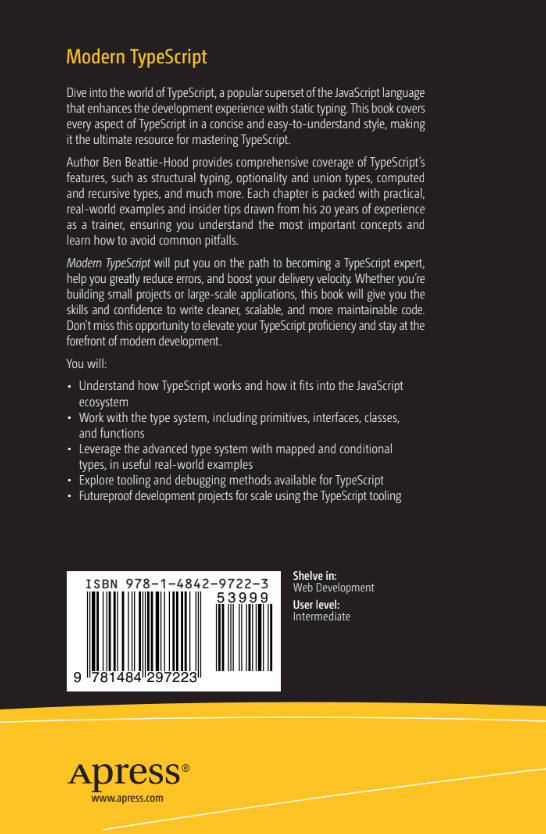 Modern TypeScript
Dive into the world of TypeScript, a popular superset of the JavaScript language
that enhances the development experience with static typing. This book covers
every aspect of TypeScript in a concise and easy-to-understand style, making
it the ultimate resource for mastering TypeScript.
Author Ben Beattie-Hood provides comprehensive coverage of TypeScript's
features, such as structural typing, optionality and union types, computed
and recursive types, and much more. Each chapter is packed with practical,
real-world examples and insider tips drawn from his 20 years of experience
as a trainer, ensuring you understand the most important concepts and
learn how to avoid common pitfalls.
Modern TypeScript will put you on the path to becoming a TypeScript expert,
help you greatly reduce errors, and boost your delivery velocity. Whether you're
building small projects or large-scale applications, this book will give you the
skills and confidence to write cleaner, scalable, and more maintainable code.
Don't miss this opportunity to elevate your TypeScript proficiency and stay at the
forefront of modern development.
You will:
• Understand how TypeScript works and how it fits into the JavaScript
ecosystem
• Work with the type system, including primitives, interfaces, classes,
and functions
• Leverage the advanced type system with mapped and conditional
types, in useful real-world examples
• Explore tooling and debugging methods available for TypeScript
• Futureproof development projects for scale using the TypeScript tooling
ISBN 978-1-4842-9722-3
53999
9 781484 297223
Shelve in:
Web Development
User level:
Intermediate
Apress®
www.apress.com